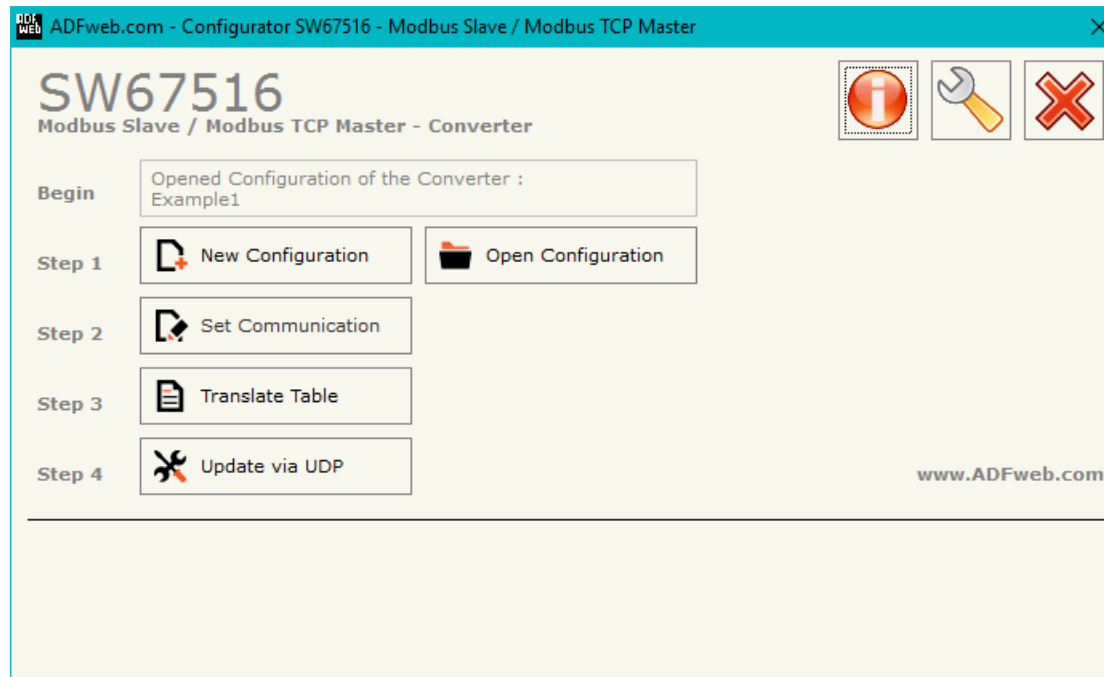 ADF WEB ADFweb.com - Configurator SW67516 - Modbus Slave / Modbus TCP Master
SW67516
Modbus Slave / Modbus TCP Master - Converter
Begin
Opened Configuration of the Converter :
Example1
Step 1
New Configuration
Open Configuration
Step 2
Set Communication
Step 3
Translate Table
Step 4
Update via UDP
www.ADFweb.com